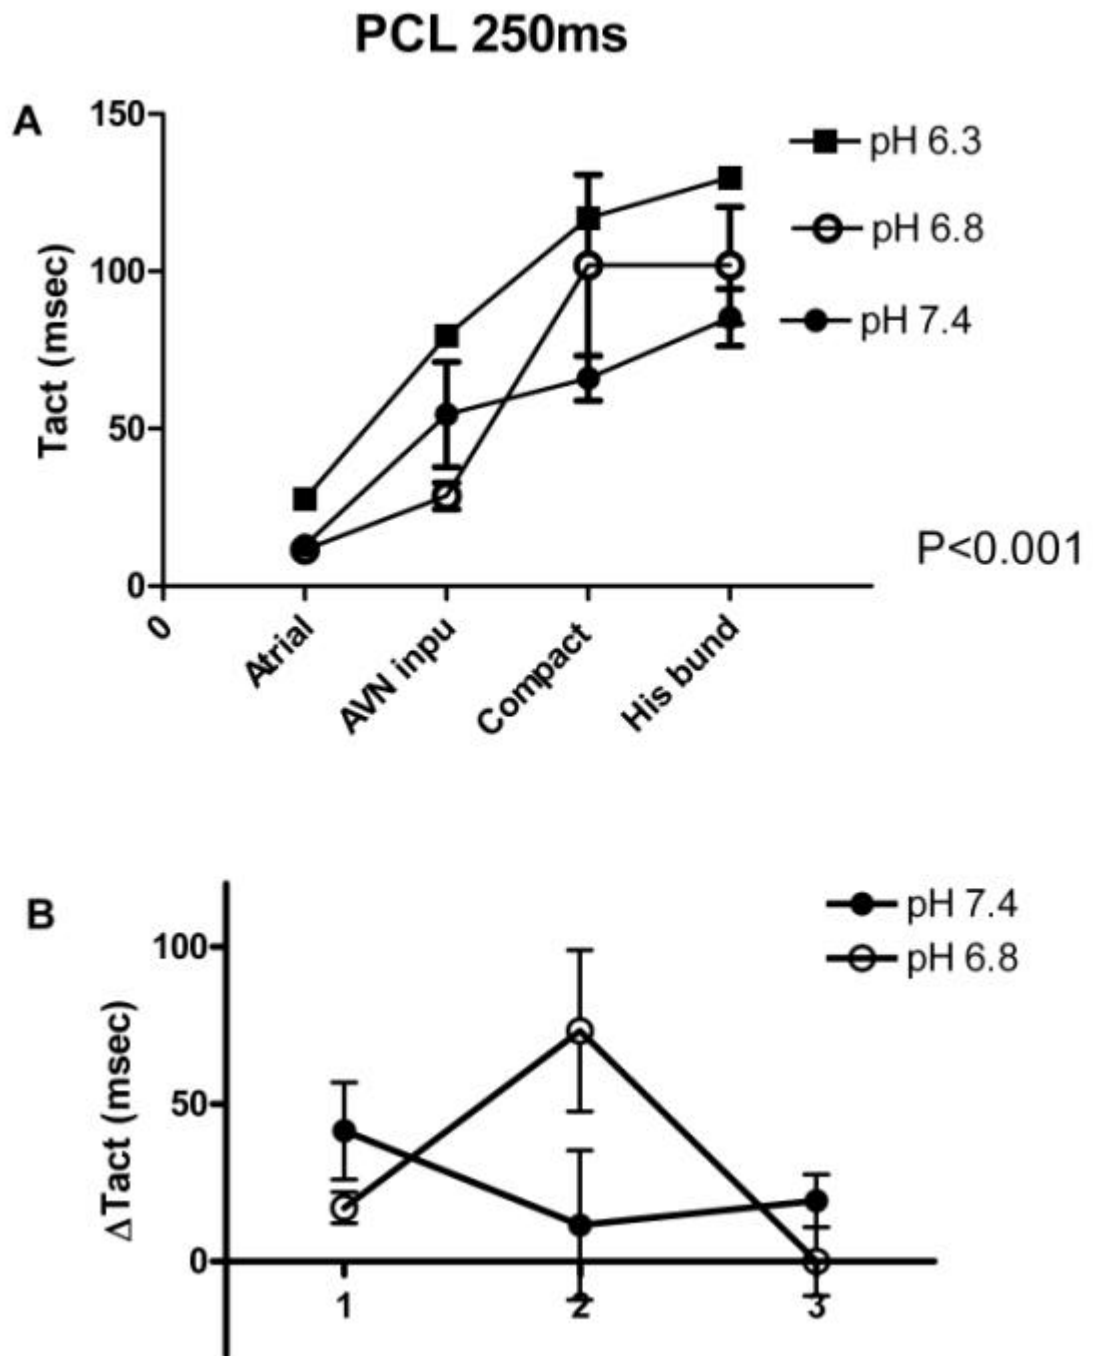 PCL 250ms
A
150
100
50
0
Tact (msec)
pH 6.3
pH 6.8
pH 7.4
P<0.001
0
Atrial
AVN inpu
Compact
His bund
B
100
50
0
ΔTact (msec)
pH 7.4
pH 6.8
1
2
3